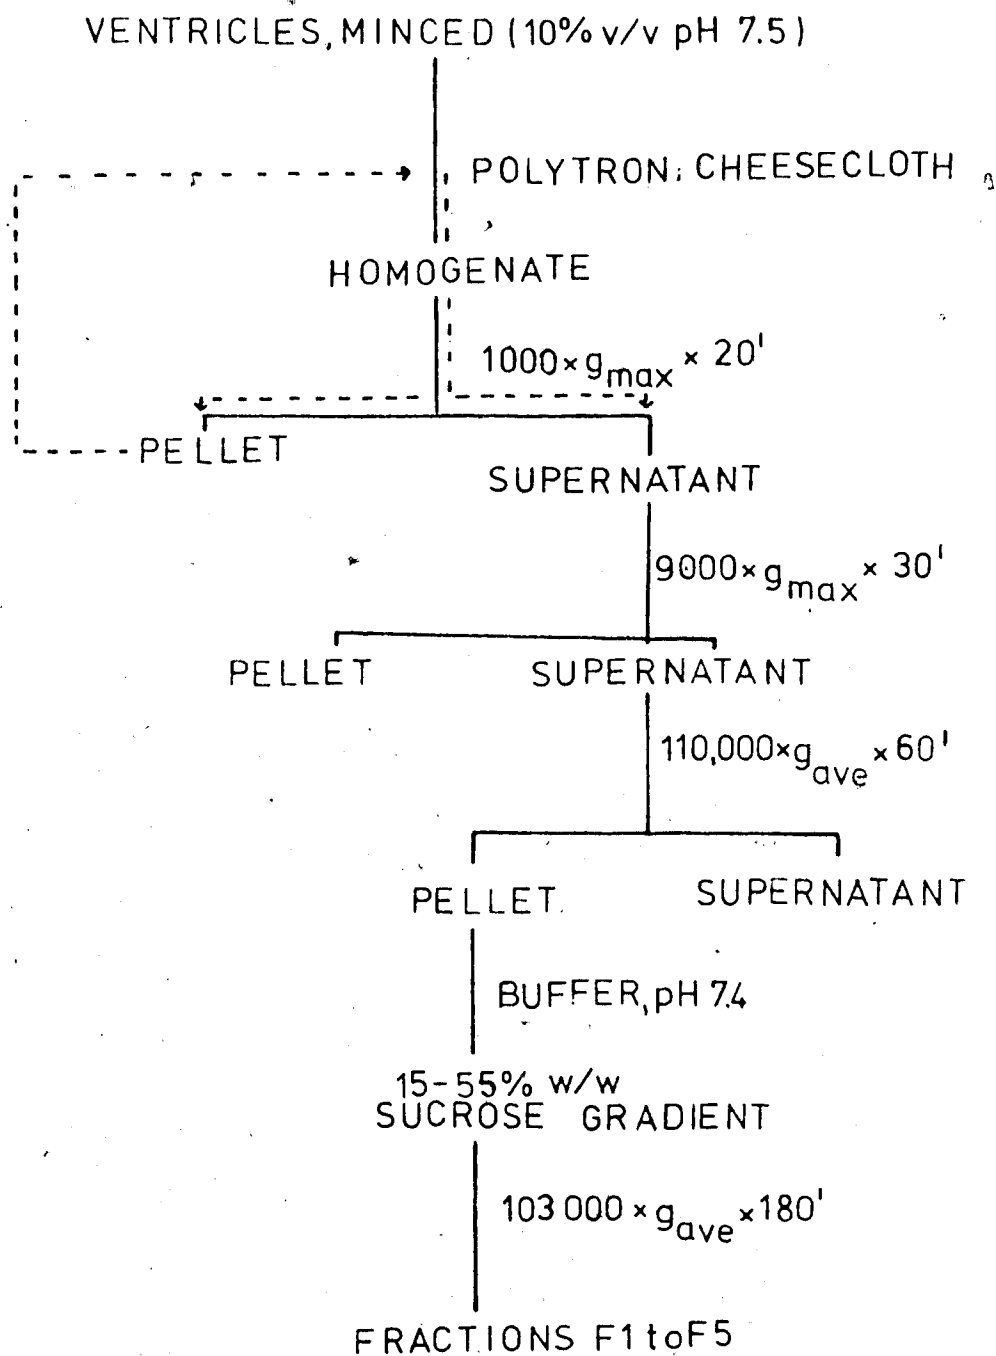 VENTRICLES, MINCED (10% v/v pH 7.5)
POLYTRON; CHEESECLOTH
HOMOGENATE
1000 × gmax × 20'
PELLET
SUPERNATANT
9000 × gmax × 30'
PELLET SUPERNATANT
110,000 × gave × 60'
PELLET SUPERNATANT
BUFFER, pH 7.4
15-55% w/w
SUCROSE GRADIENT
103 000 × gave × 180'
FRACTIONS F1 to F5